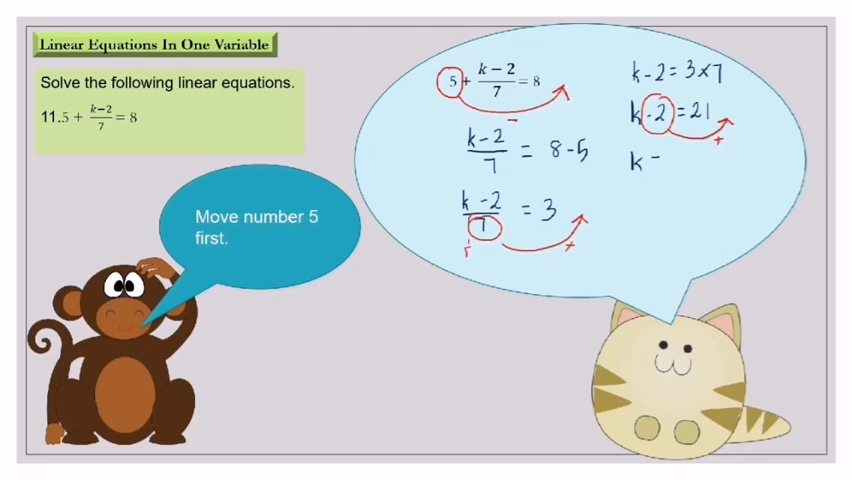 Linear Equations In One Variable
Solve the following linear equations.
11. 5 + k−2/7 = 8
Move number 5
first.
5 + k−2/7 = 8
−
k−2/7 = 8−5
k−2/7 = 3
÷ ×
k−2 = 3×7
k−2 = 21
+
k =